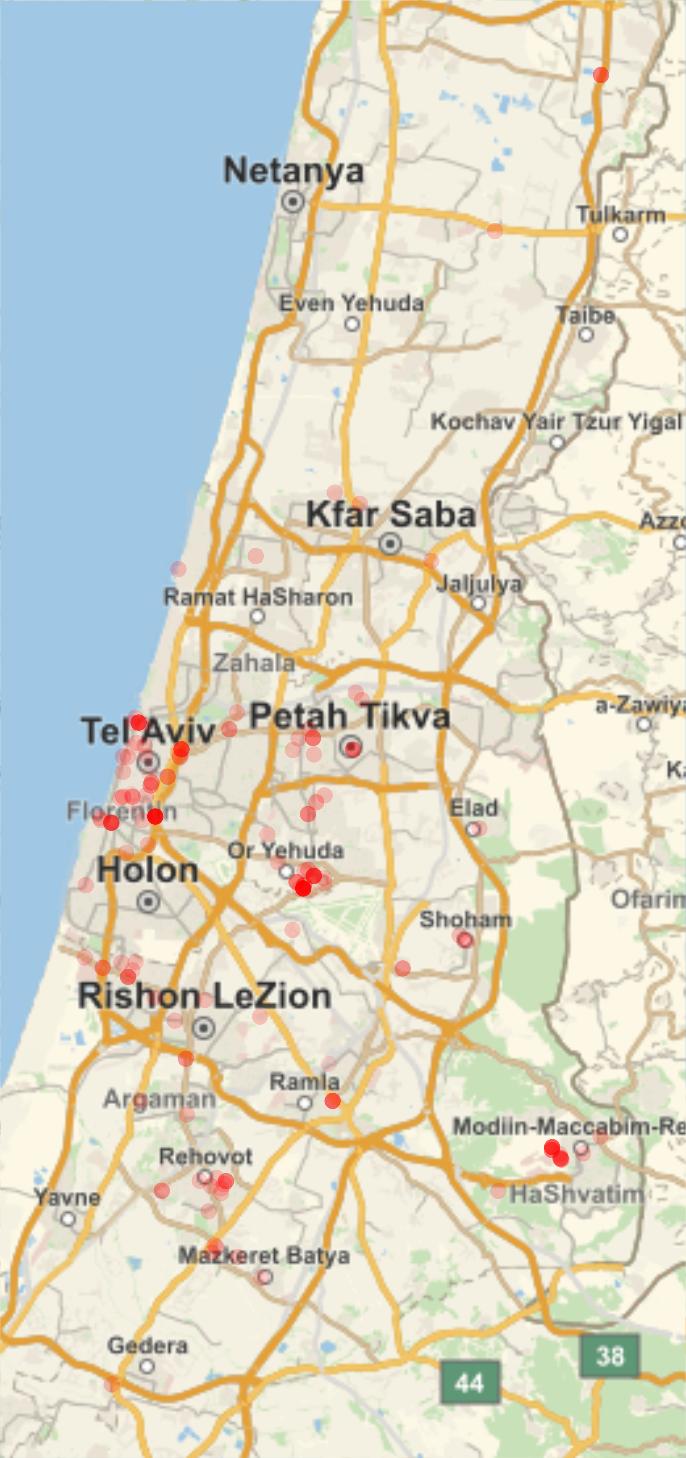 Netanya
Tulkarm
Even Yehuda
Taibe
Kochav Yair Tzur Yigal
Kfar Saba
Azzo
Jaljulya
Ramat HaSharon
Zahala
a-Zawiya
Tel Aviv
Petah Tikva
Ka
Elad
Florentin
Or Yehuda
Holon
Ofarim
Shoham
Rishon LeZion
Ramla
Argaman
Modiin-Maccabim-Re
Rehovot
HaShvatim
Yavne
Mazkeret Batya
Gedera
38
44